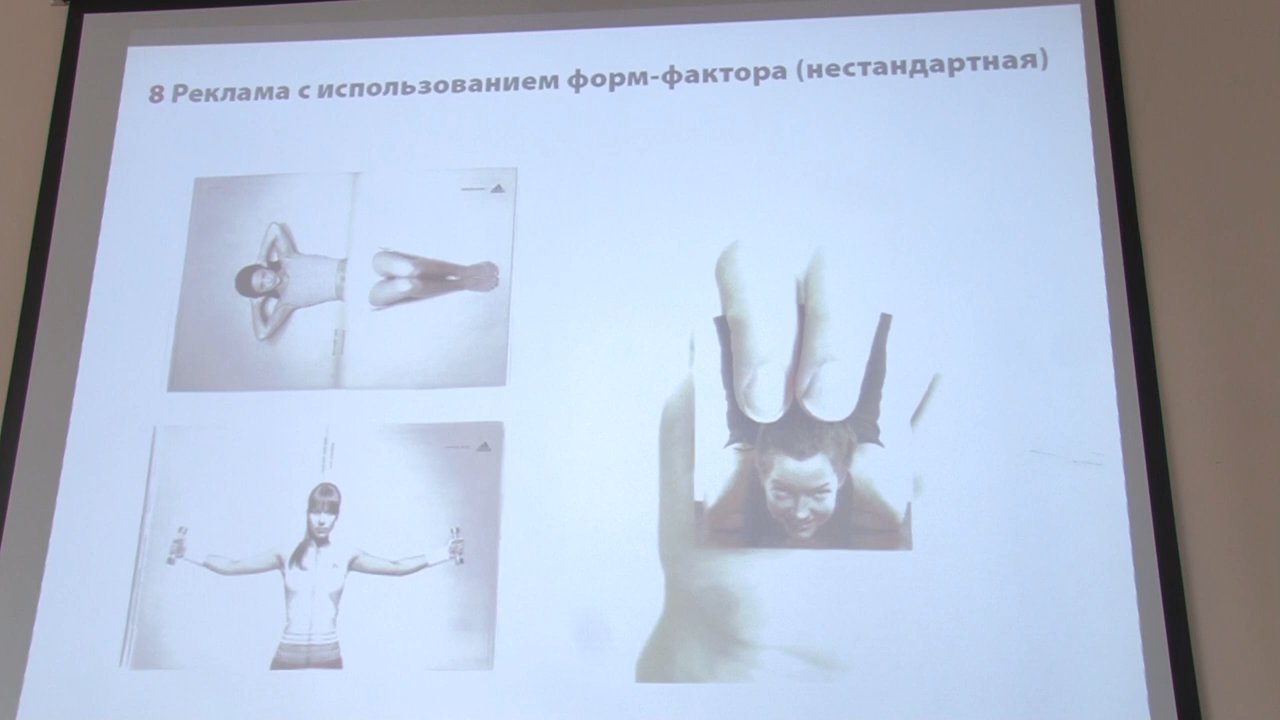 8 Реклама с использованием форм-фактора (нестандартная)